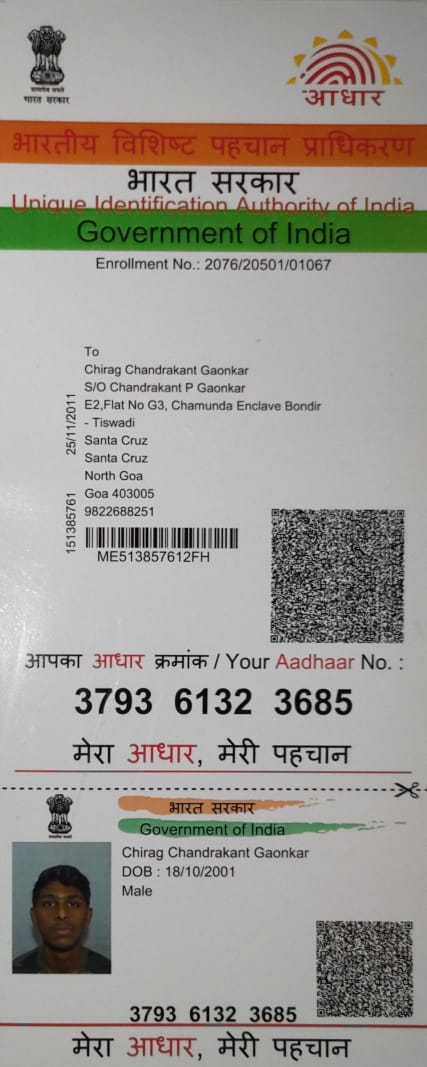 सत्यमेव जयते
भारत सरकार
आधार
भारतीय विशिष्ट पहचान प्राधिकरण
भारत सरकार
Unique Identification Authority of India
Government of India
Enrollment No.: 2076/20501/01067
To
Chirag Chandrakant Gaonkar
S/O Chandrakant P Gaonkar
E2,Flat No G3, Chamunda Enclave Bondir
- Tiswadi
Santa Cruz
Santa Cruz
North Goa
Goa 403005
9822688251
151385761 25/11/2011
ME513857612FH
आपका आधार क्रमांक / Your Aadhaar No. :
3793 6132 3685
मेरा आधार, मेरी पहचान
भारत सरकार
Government of India
Chirag Chandrakant Gaonkar
DOB : 18/10/2001
Male
3793 6132 3685
मेरा आधार, मेरी पहचान